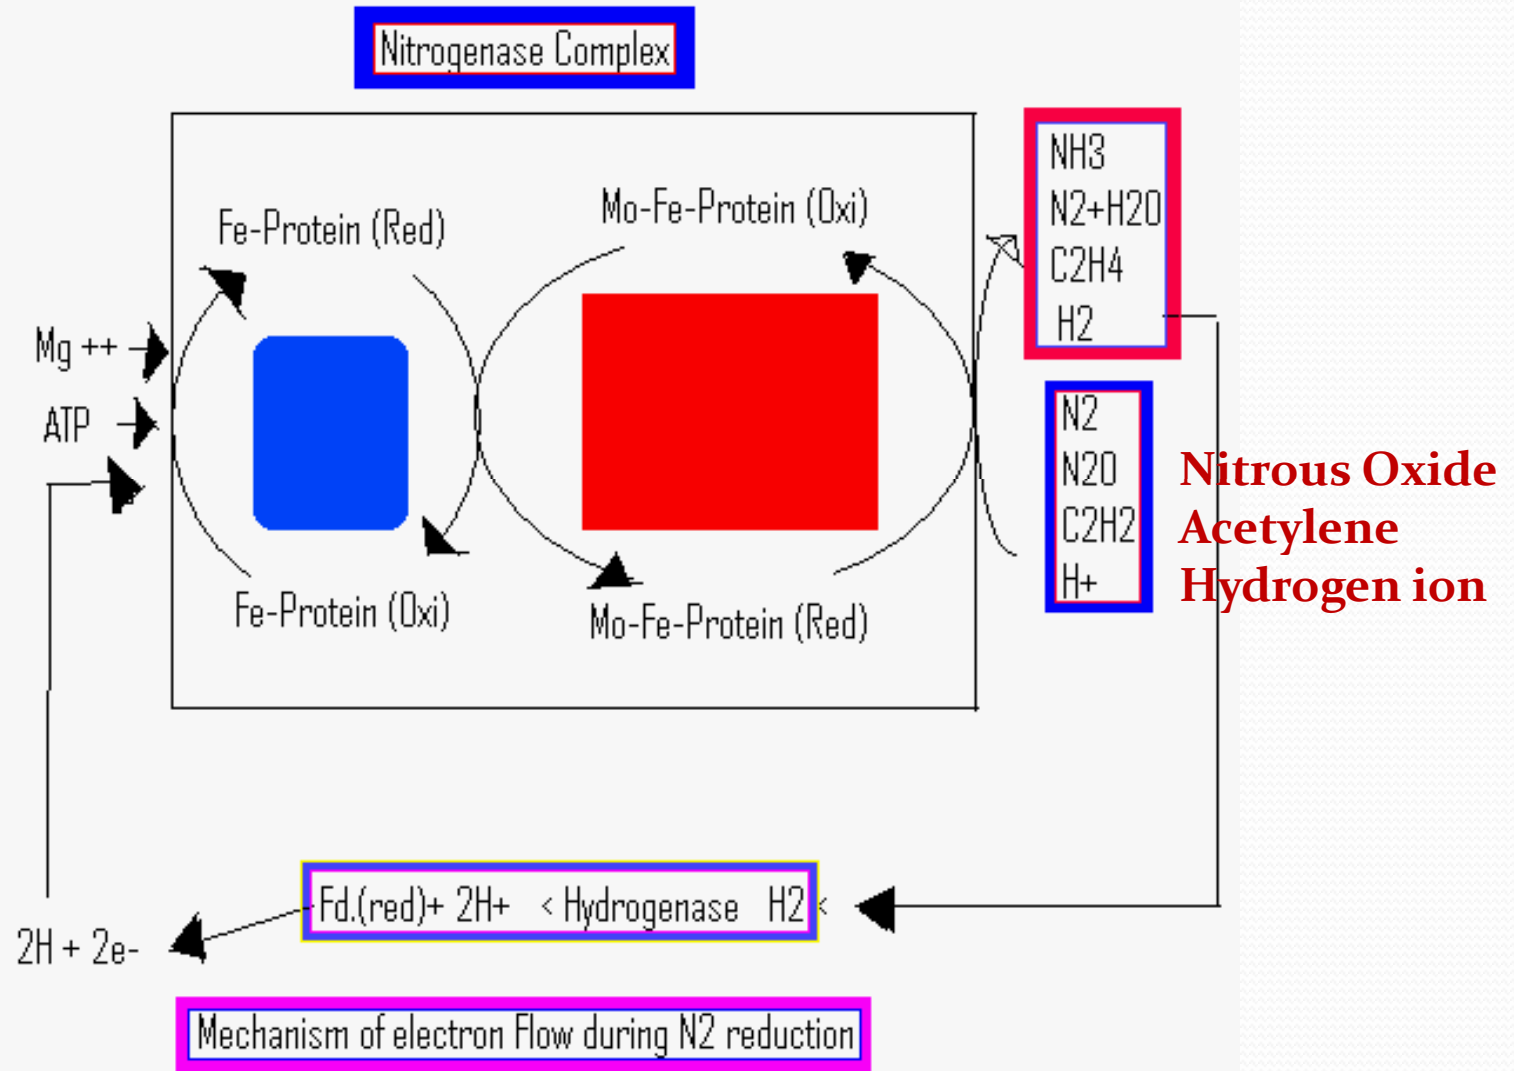 Nitrogenase Complex
Fe-Protein (Red)
Mo-Fe-Protein (Oxi)
Mg ++
ATP
Fe-Protein (Oxi)
Mo-Fe-Protein (Red)
NH3
N2+H2O
C2H4
H2
N2
N2O
C2H2
H+
Nitrous Oxide
Acetylene
Hydrogen ion
Fd.(red)+ 2H+ < Hydrogenase H2 <
2H + 2e-
Mechanism of electron Flow during N2 reduction